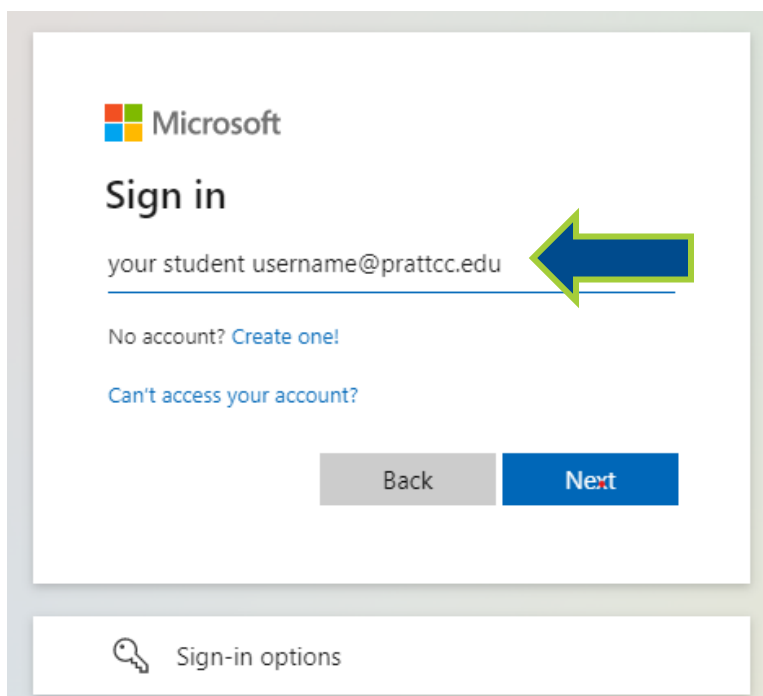 Microsoft
Sign in
your student username@prattcc.edu
No account? Create one!
Can't access your account?
Back
Next
Sign-in options